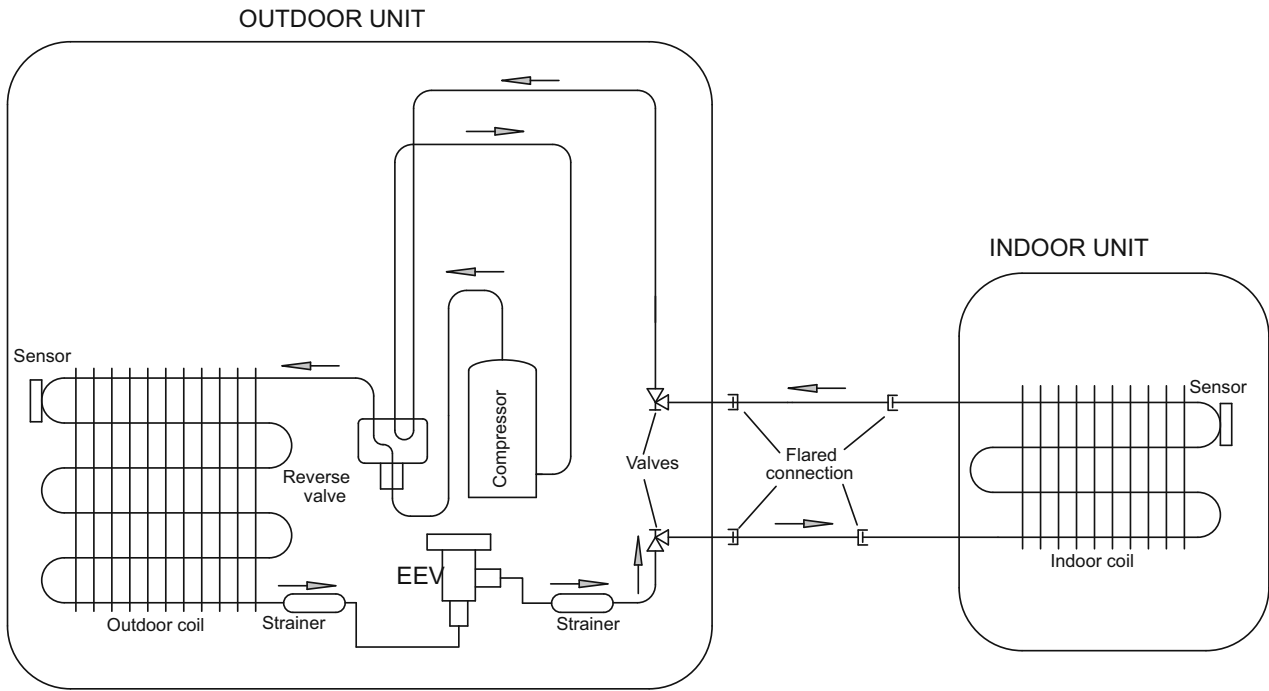 OUTDOOR UNIT
INDOOR UNIT
Sensor
Compressor
Sensor
Reverse
valve
Valves
Flared
connection
EEV
Indoor coil
Outdoor coil
Strainer
Strainer